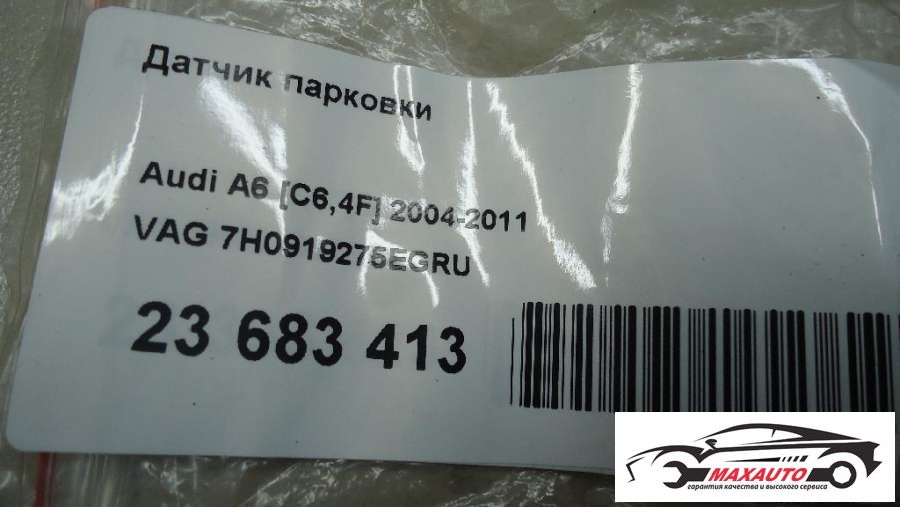 Датчик парковки
Audi A6 [C6,4F] 2004-2011
VAG 7H0919275EGRU
23 683 413
MAXAUTO
гарантия качества и высокого сервиса